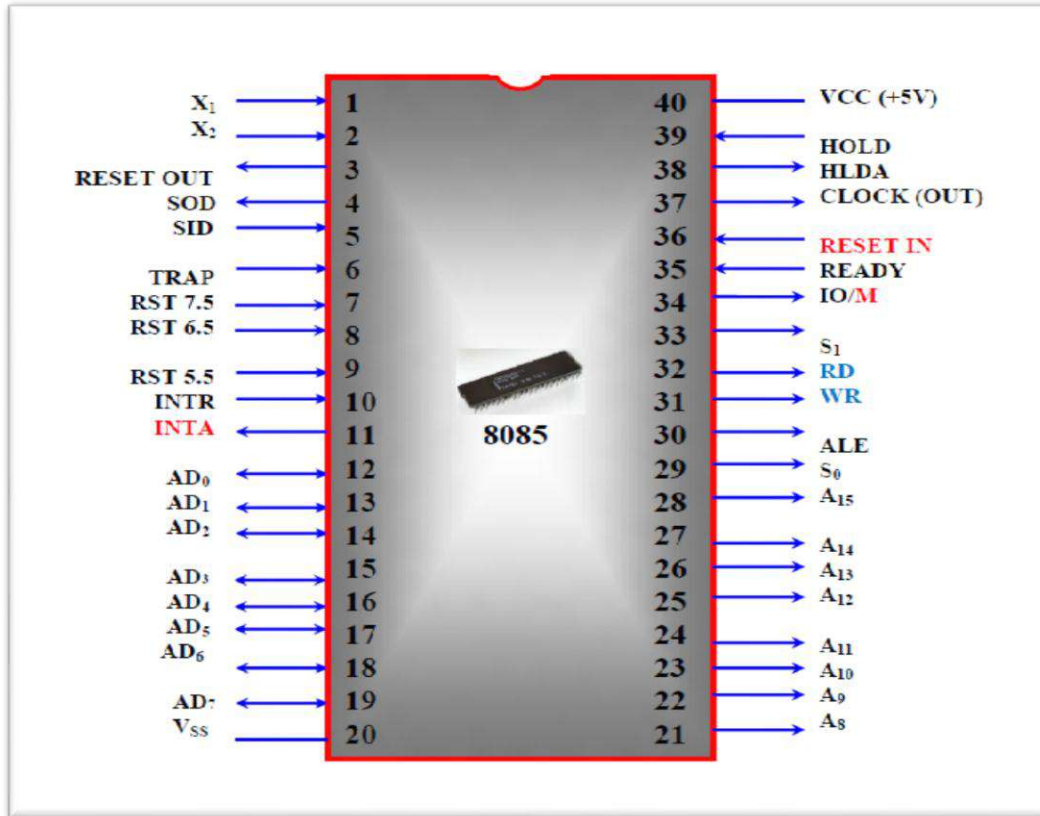 X₁
X₂
RESET OUT
SOD
SID
TRAP
RST 7.5
RST 6.5
RST 5.5
INTR
INTA
AD₀
AD₁
AD₂
AD₃
AD₄
AD₅
AD₆
AD₇
VSS
1
2
3
4
5
6
7
8
9
10
11
12
13
14
15
16
17
18
19
20
8085
40
39
38
37
36
35
34
33
32
31
30
29
28
27
26
25
24
23
22
21
VCC (+5V)
HOLD
HLDA
CLOCK (OUT)
RESET IN
READY
IO/M
S₁
RD
WR
ALE
S₀
A₁₅
A₁₄
A₁₃
A₁₂
A₁₁
A₁₀
A₉
A₈